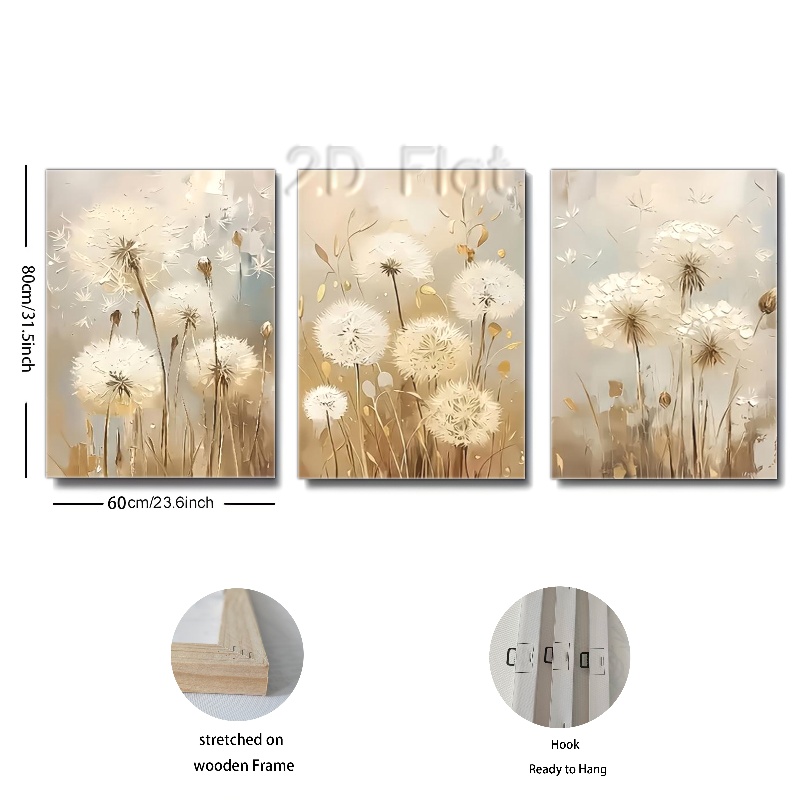 2D Flat
80cm/31.5inch
60cm/23.6inch
stretched on
wooden Frame
Hook
Ready to Hang